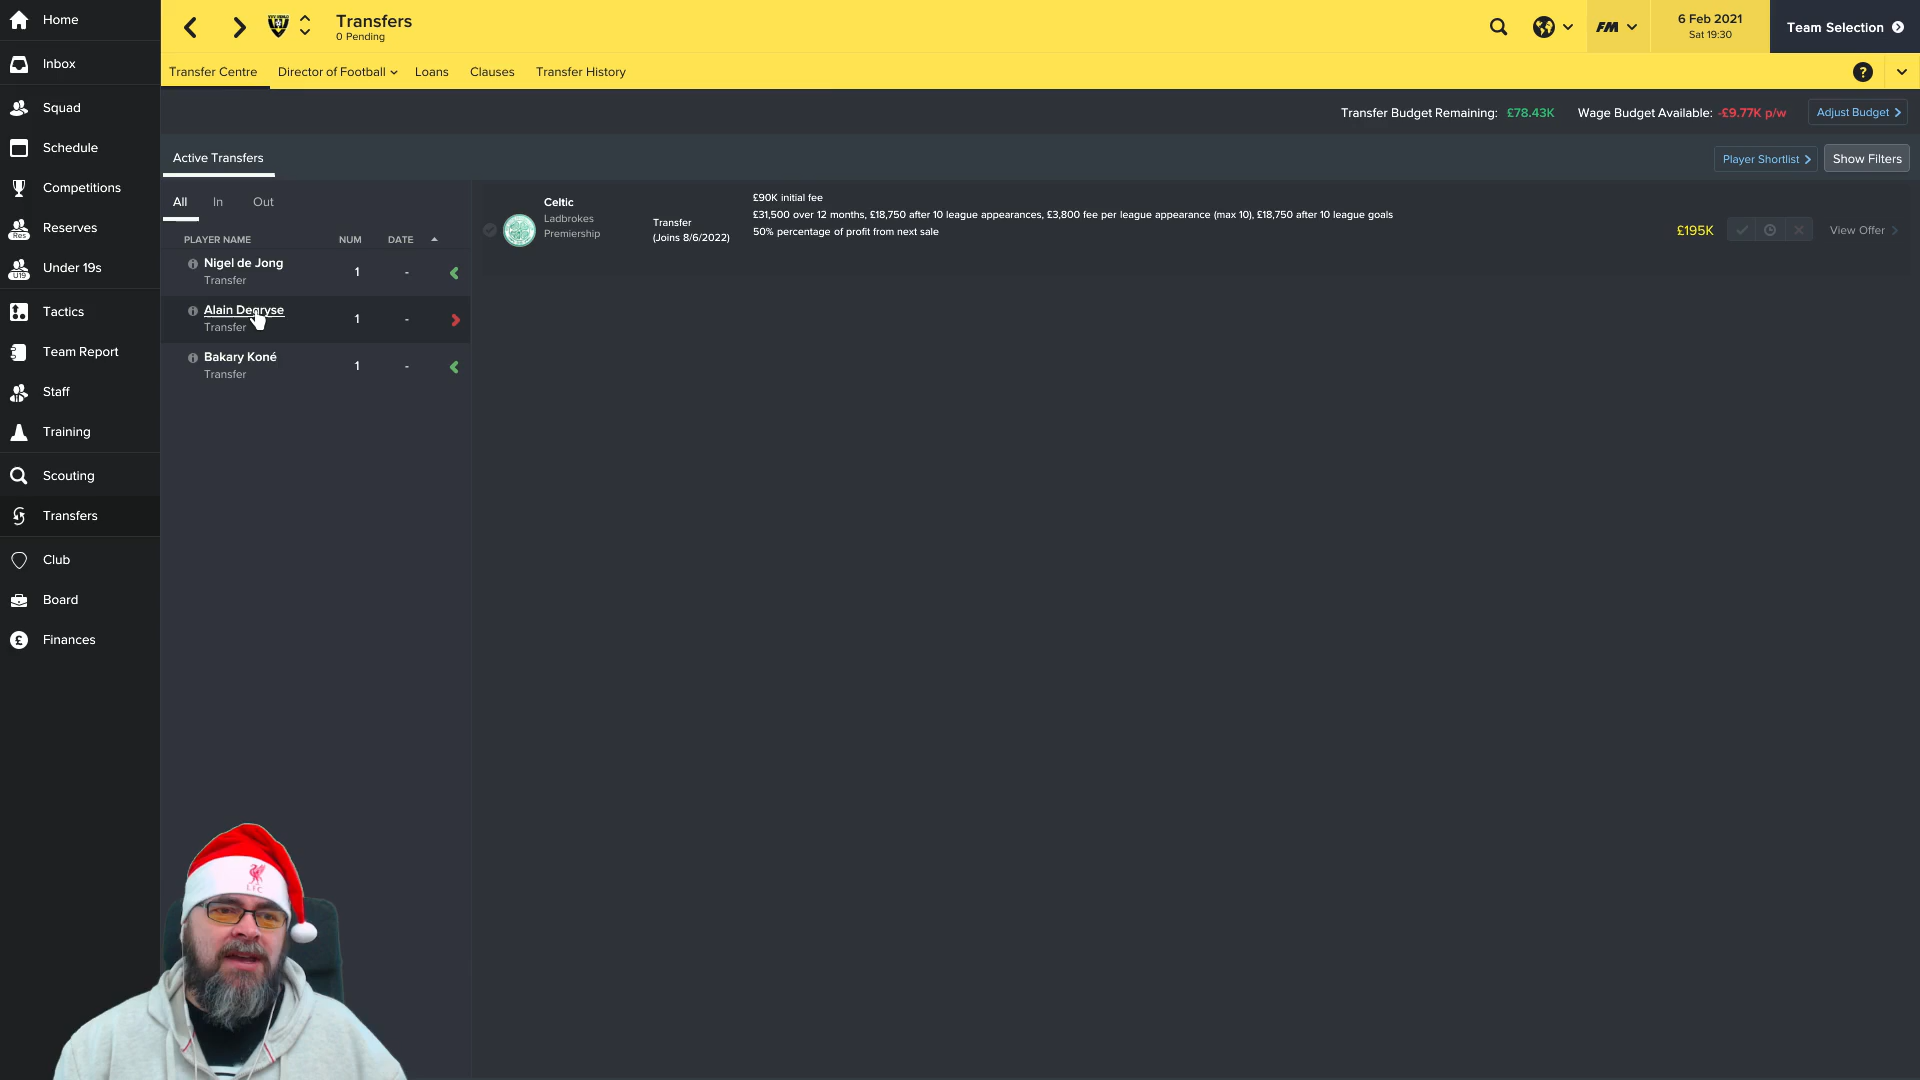 Home
Inbox
Squad
Schedule
Competitions
Res
Reserves
U19
Under 19s
Tactics
Team Report
Staff
Training
Scouting
Transfers
Club
Board
£
Finances
Transfers
0 Pending
FM
6 Feb 2021
Sat 19:30
Team Selection
Transfer Centre
Director of Football
Loans
Clauses
Transfer History
?
Transfer Budget Remaining: £78.43K
Wage Budget Available: -£9.77K p/w
Adjust Budget
Active Transfers
Player Shortlist
Show Filters
All In Out
PLAYER NAME NUM DATE
Nigel de Jong 1 -
Transfer
Alain Degryse 1 -
Transfer
Bakary Koné 1 -
Transfer
Celtic
Ladbrokes
Premiership
Transfer
(Joins 8/6/2022)
£90K initial fee
£31,500 over 12 months, £18,750 after 10 league appearances, £3,800 fee per league appearance (max 10), £18,750 after 10 league goals
50% percentage of profit from next sale
£195K
View Offer
LFC